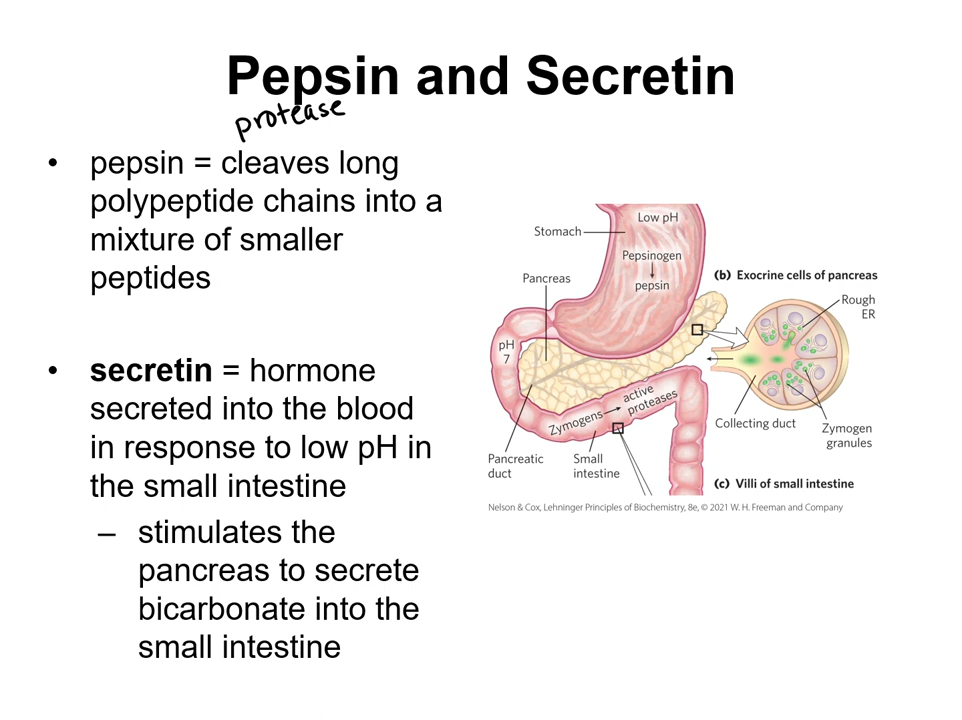 Pepsin and Secretin
protease
• pepsin = cleaves long
polypeptide chains into a
mixture of smaller
peptides
• secretin = hormone
secreted into the blood
in response to low pH in
the small intestine
– stimulates the
pancreas to secrete
bicarbonate into the
small intestine
Low pH
Stomach
Pepsinogen
pepsin
Pancreas
(b) Exocrine cells of pancreas
Rough
ER
pH
7
Zymogens
active
proteases
Collecting duct
Zymogen
granules
Pancreatic
duct
Small
intestine
(c) Villi of small intestine
Nelson & Cox, Lehninger Principles of Biochemistry, 8e, © 2021 W. H. Freeman and Company